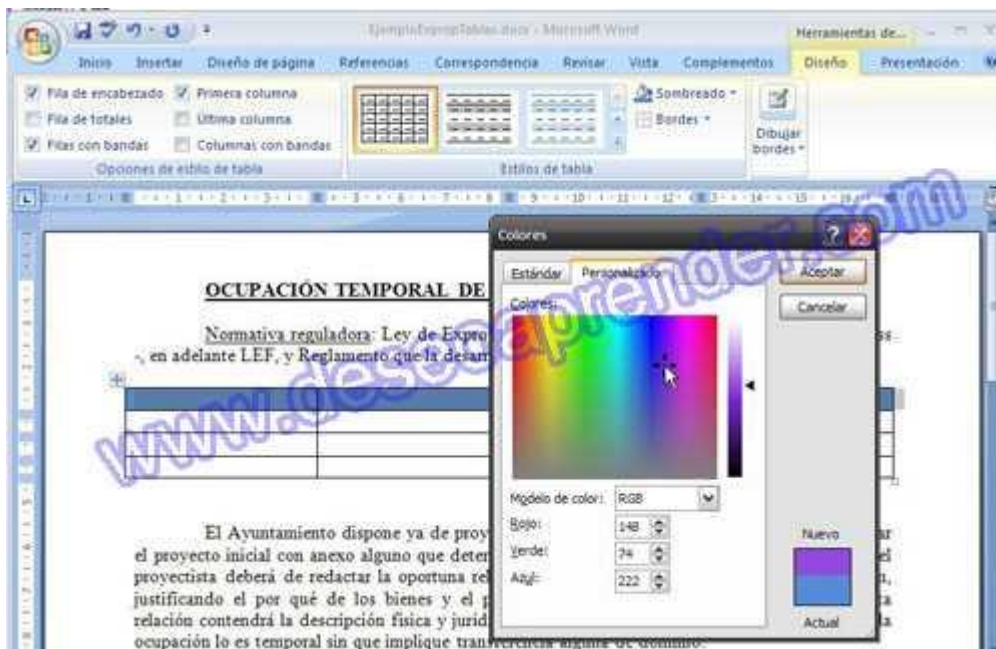 EjemploExpropTablas.docx - Microsoft Word
Herramientas de...
Inicio Insertar Diseño de página Referencias Correspondencia Revisar Vista Complementos Diseño Presentación
Fila de encabezado Primera columna
Fila de totales Última columna
Filas con bandas Columnas con bandas
Opciones de estilo de tabla
Sombreado
Bordes
Estilos de tabla
Dibujar
bordes
www.deseoaprender.com
OCUPACIÓN TEMPORAL DE
Normativa reguladora: Ley de Expro
, en adelante LEF, y Reglamento que la desarr
El Ayuntamiento dispone ya de proy
el proyecto inicial con anexo alguno que deter
proyectista deberá de redactar la oportuna rel
justificando el por qué de los bienes y el p
relación contendrá la descripción física y juríd
ocupación lo es temporal sin que implique transferencia alguna de dominio.
Colores
Estándar Personalizado
Aceptar
Cancelar
Colores:
Modelo de color: RGB
Rojo: 148
Verde: 74
Azul: 222
Nuevo
Actual